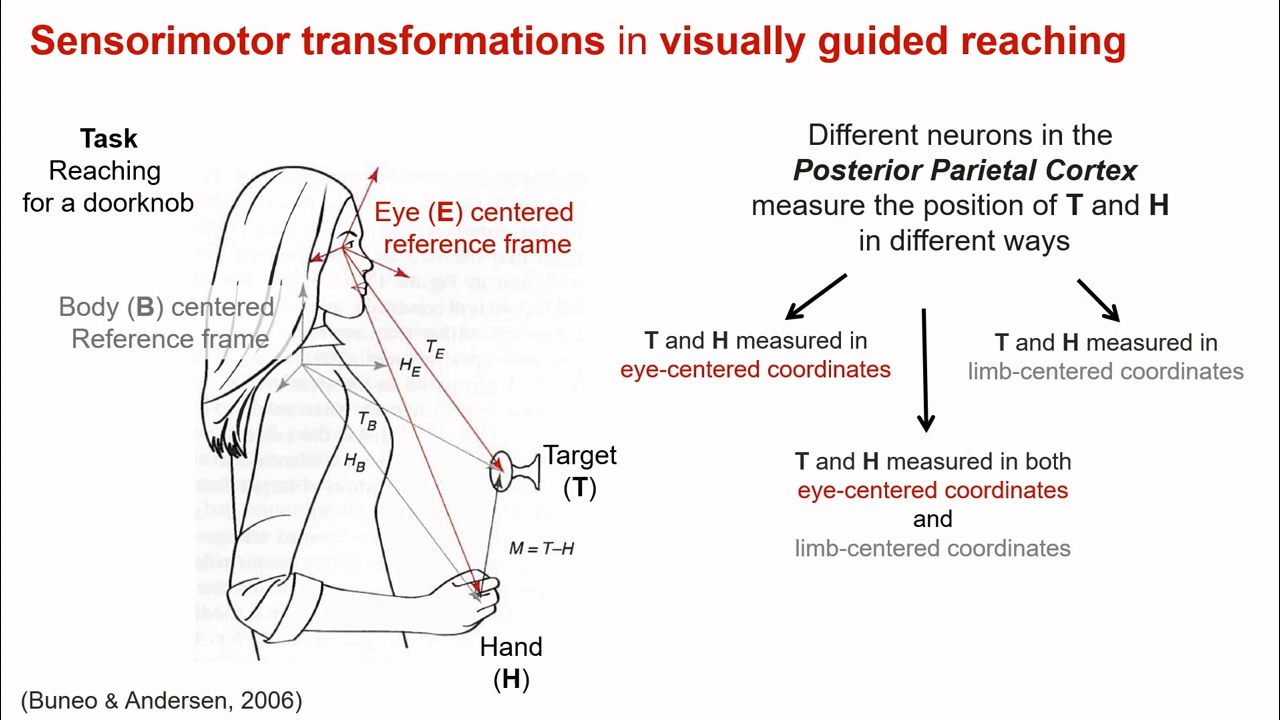 Sensorimotor transformations in visually guided reaching
Task
Reaching
for a doorknob
Eye (E) centered
reference frame
Body (B) centered
Reference frame
T_E
H_E
T_B
H_B
Target
(T)
M = T–H
Hand
(H)
(Buneo & Andersen, 2006)
Different neurons in the
Posterior Parietal Cortex
measure the position of T and H
in different ways
T and H measured in
eye-centered coordinates
T and H measured in
limb-centered coordinates
T and H measured in both
eye-centered coordinates
and
limb-centered coordinates